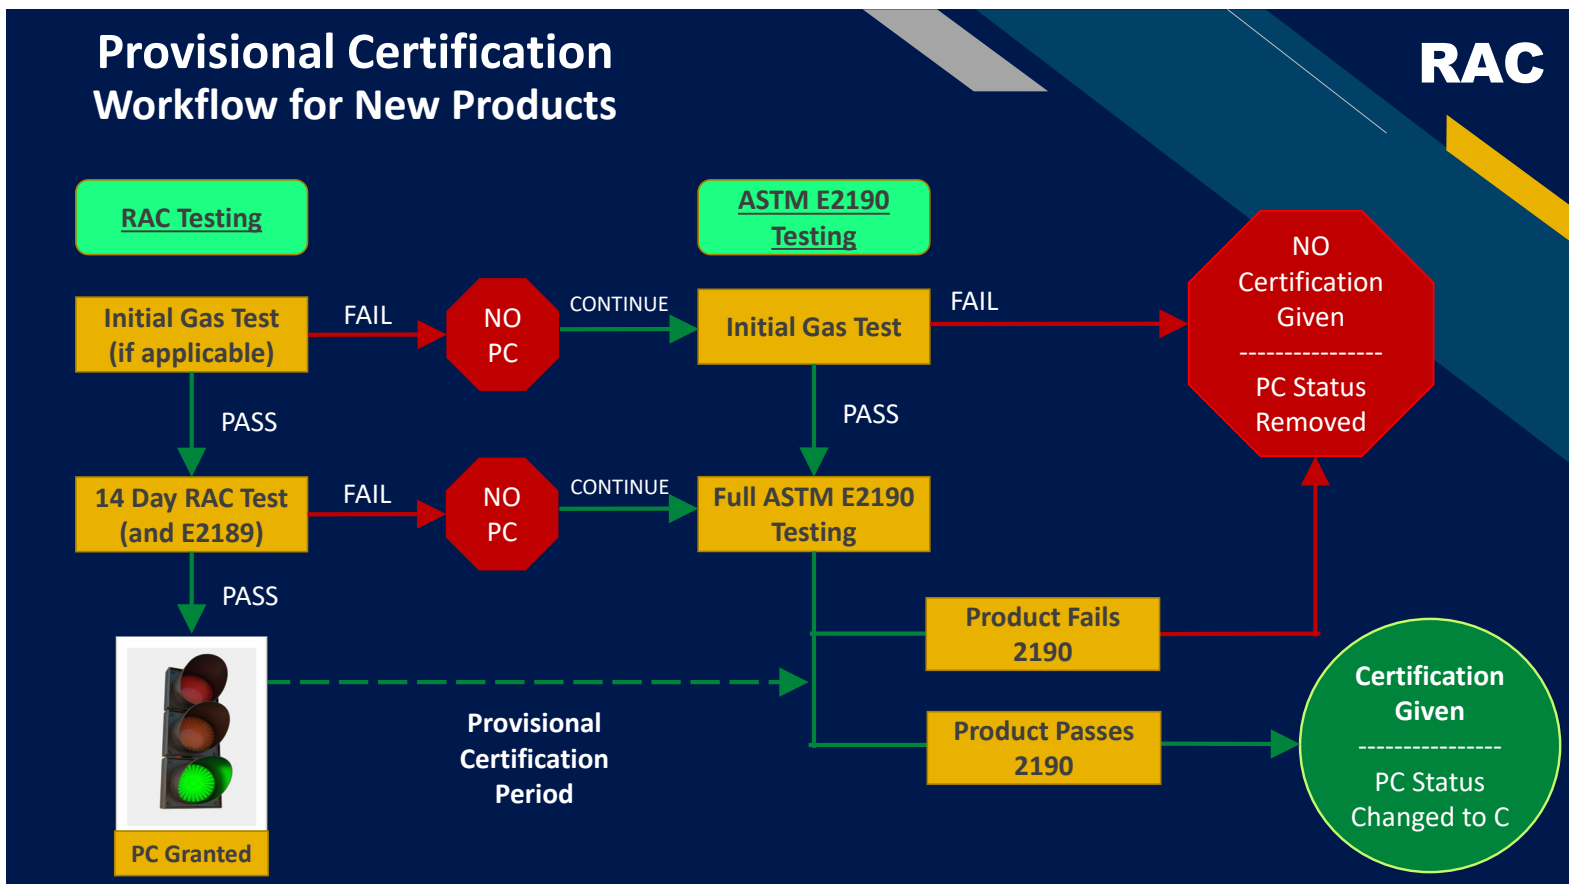 Provisional Certification
Workflow for New Products
RAC
RAC Testing
ASTM E2190
Testing
Initial Gas Test
(if applicable)
FAIL
NO
PC
CONTINUE
Initial Gas Test
FAIL
NO
Certification
Given
----------------
PC Status
Removed
PASS
PASS
14 Day RAC Test
(and E2189)
FAIL
NO
PC
CONTINUE
Full ASTM E2190
Testing
PASS
Product Fails
2190
Provisional
Certification
Period
Product Passes
2190
Certification
Given
----------------
PC Status
Changed to C
PC Granted